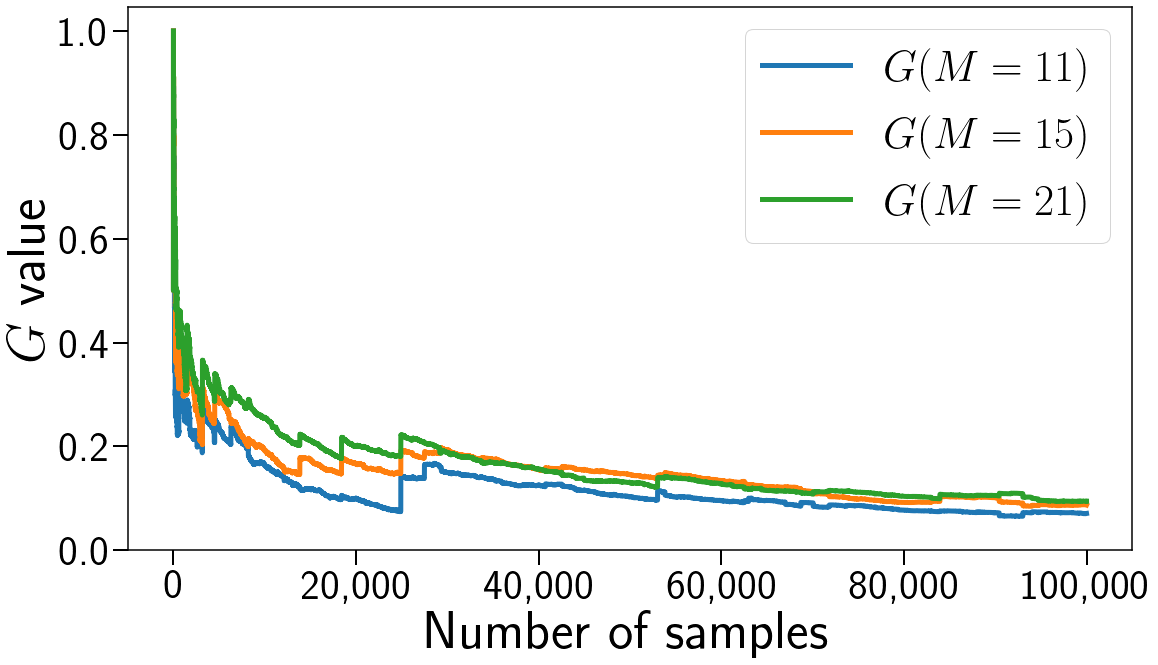 1.0
0.8
0.6
0.4
0.2
0.0
G value
0
20,000
40,000
60,000
80,000
100,000
Number of samples
G(M = 11)
G(M = 15)
G(M = 21)